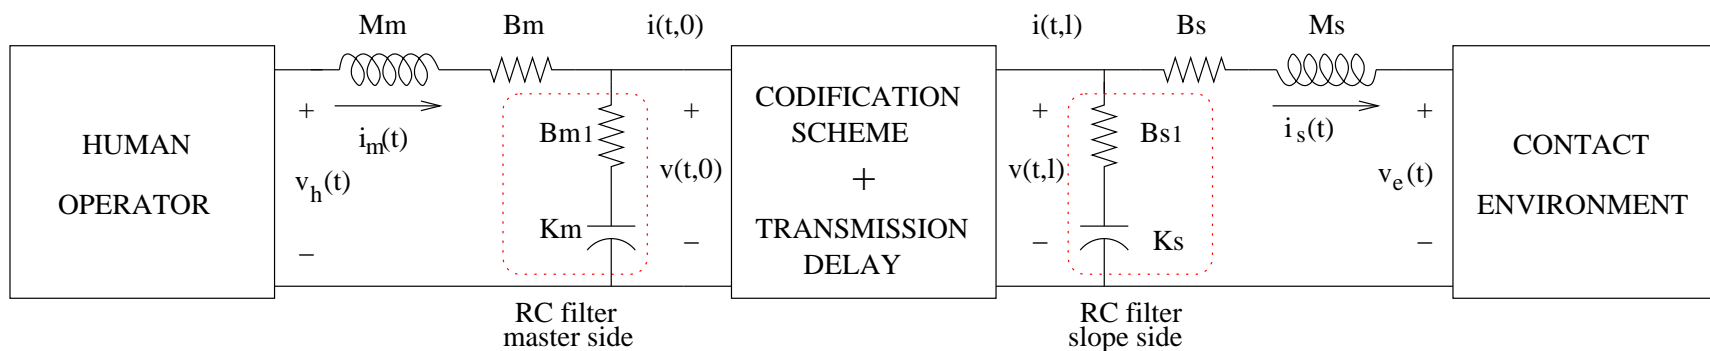 Mm Bm i(t,0) i(t,l) Bs Ms
HUMAN
OPERATOR
+
i_m(t)
v_h(t)
−
Bm1
Km
+
v(t,0)
−
CODIFICATION
SCHEME
+
TRANSMISSION
DELAY
+
v(t,l)
−
Bs1
Ks
i_s(t)
+
v_e(t)
−
CONTACT
ENVIRONMENT
RC filter
master side
RC filter
slope side